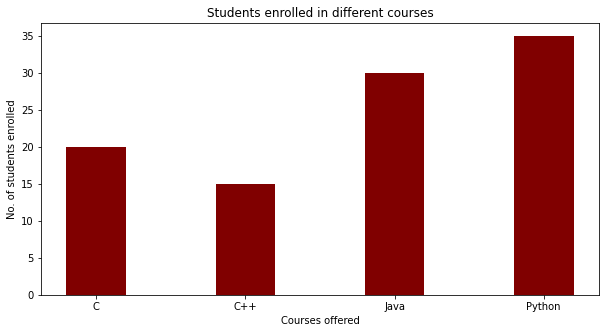 Students enrolled in different courses
No. of students enrolled
35
30
25
20
15
10
5
0
C C++ Java Python
Courses offered